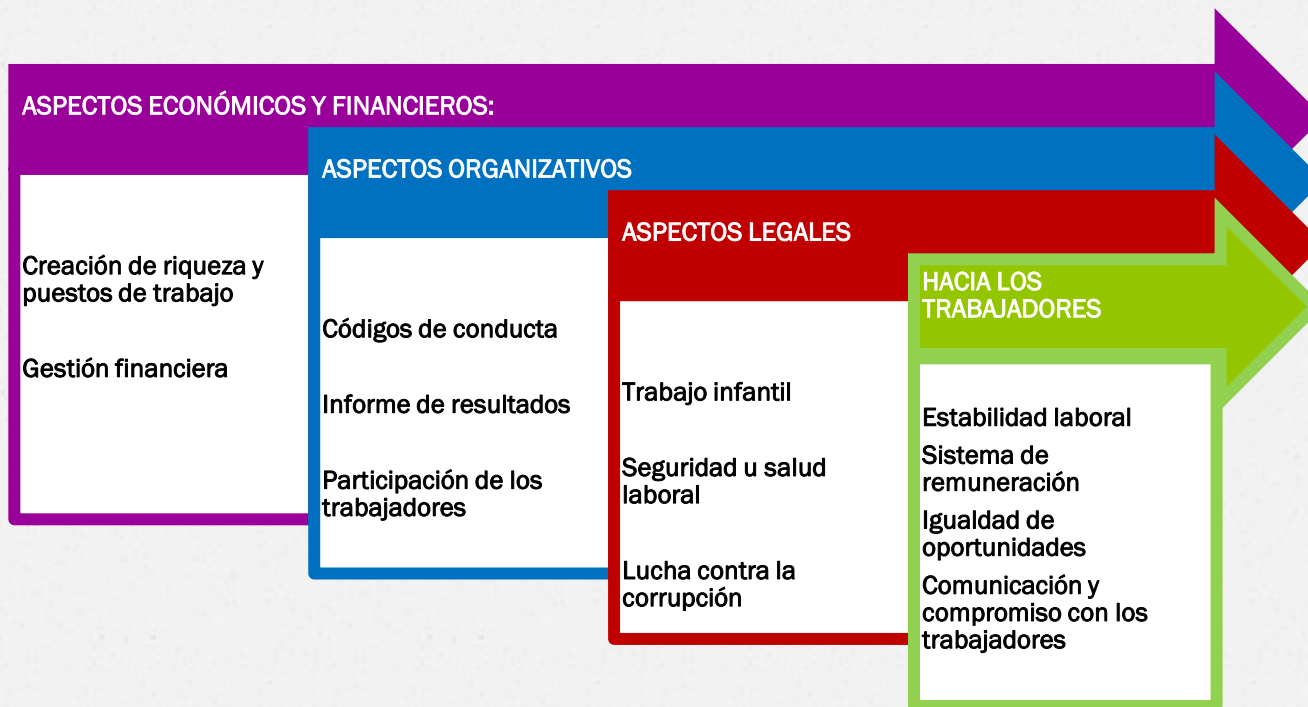 ASPECTOS ECONÓMICOS Y FINANCIEROS:
Creación de riqueza y
puestos de trabajo
Gestión financiera
ASPECTOS ORGANIZATIVOS
Códigos de conducta
Informe de resultados
Participación de los
trabajadores
ASPECTOS LEGALES
Trabajo infantil
Seguridad u salud
laboral
Lucha contra la
corrupción
HACIA LOS
TRABAJADORES
Estabilidad laboral
Sistema de
remuneración
Igualdad de
oportunidades
Comunicación y
compromiso con los
trabajadores